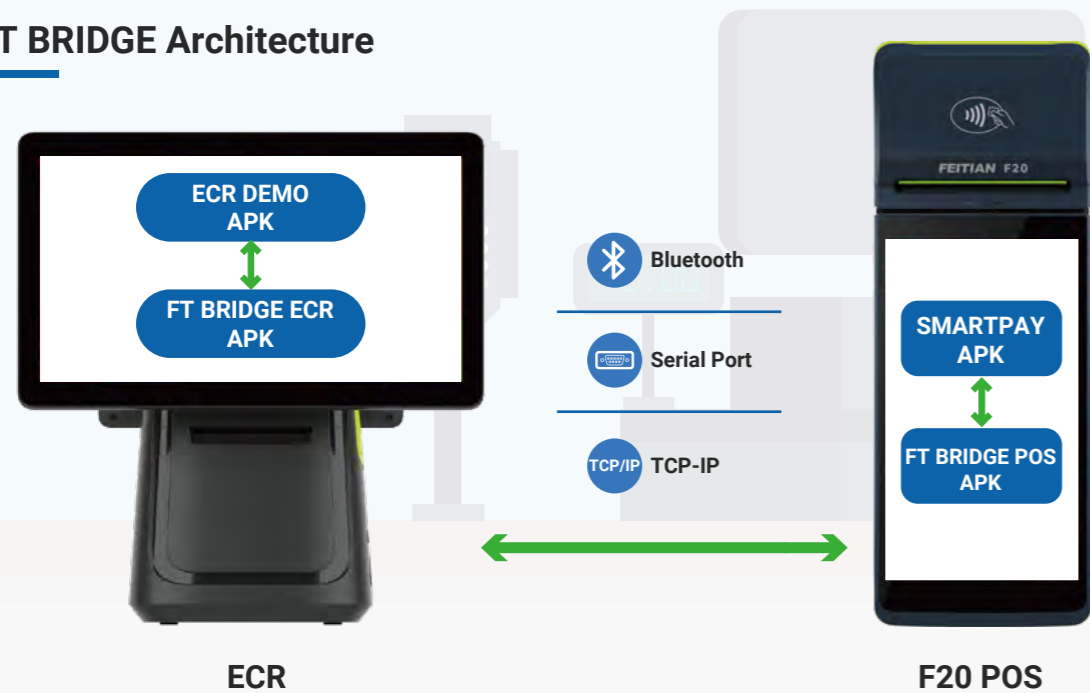 T BRIDGE Architecture
ECR DEMO
APK
FT BRIDGE ECR
APK
Bluetooth
Serial Port
TCP/IP TCP-IP
FEITIAN F20
SMARTPAY
APK
FT BRIDGE POS
APK
ECR
F20 POS